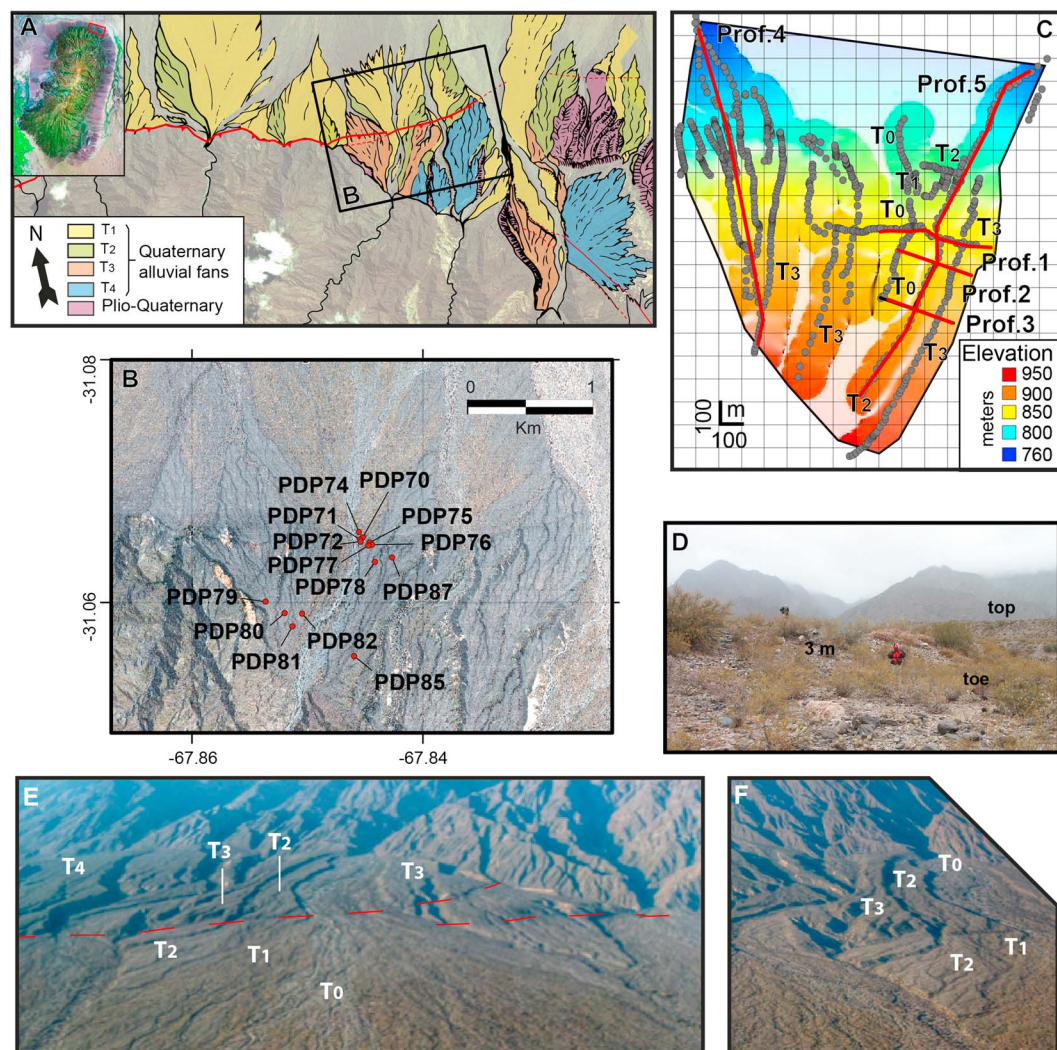 A
B
N
T1
T2
T3
T4
Quaternary
alluvial fans
Plio-Quaternary
C
Prof.4
Prof.5
T0
T2
T1
T0
T3
T3
Prof.1
T0
Prof.2
Prof.3
T3
T3
T2
100
m
100
Elevation
meters
950
900
850
800
760
B
-31.08
-31.06
0 1
Km
PDP74
PDP70
PDP71
PDP75
PDP72
PDP76
PDP77
PDP78
PDP87
PDP79
PDP80
PDP82
PDP81
PDP85
-67.86
-67.84
D
top
3 m
toe
E
T4
T3
T2
T3
T2
T1
T0
F
T0
T2
T3
T1
T2